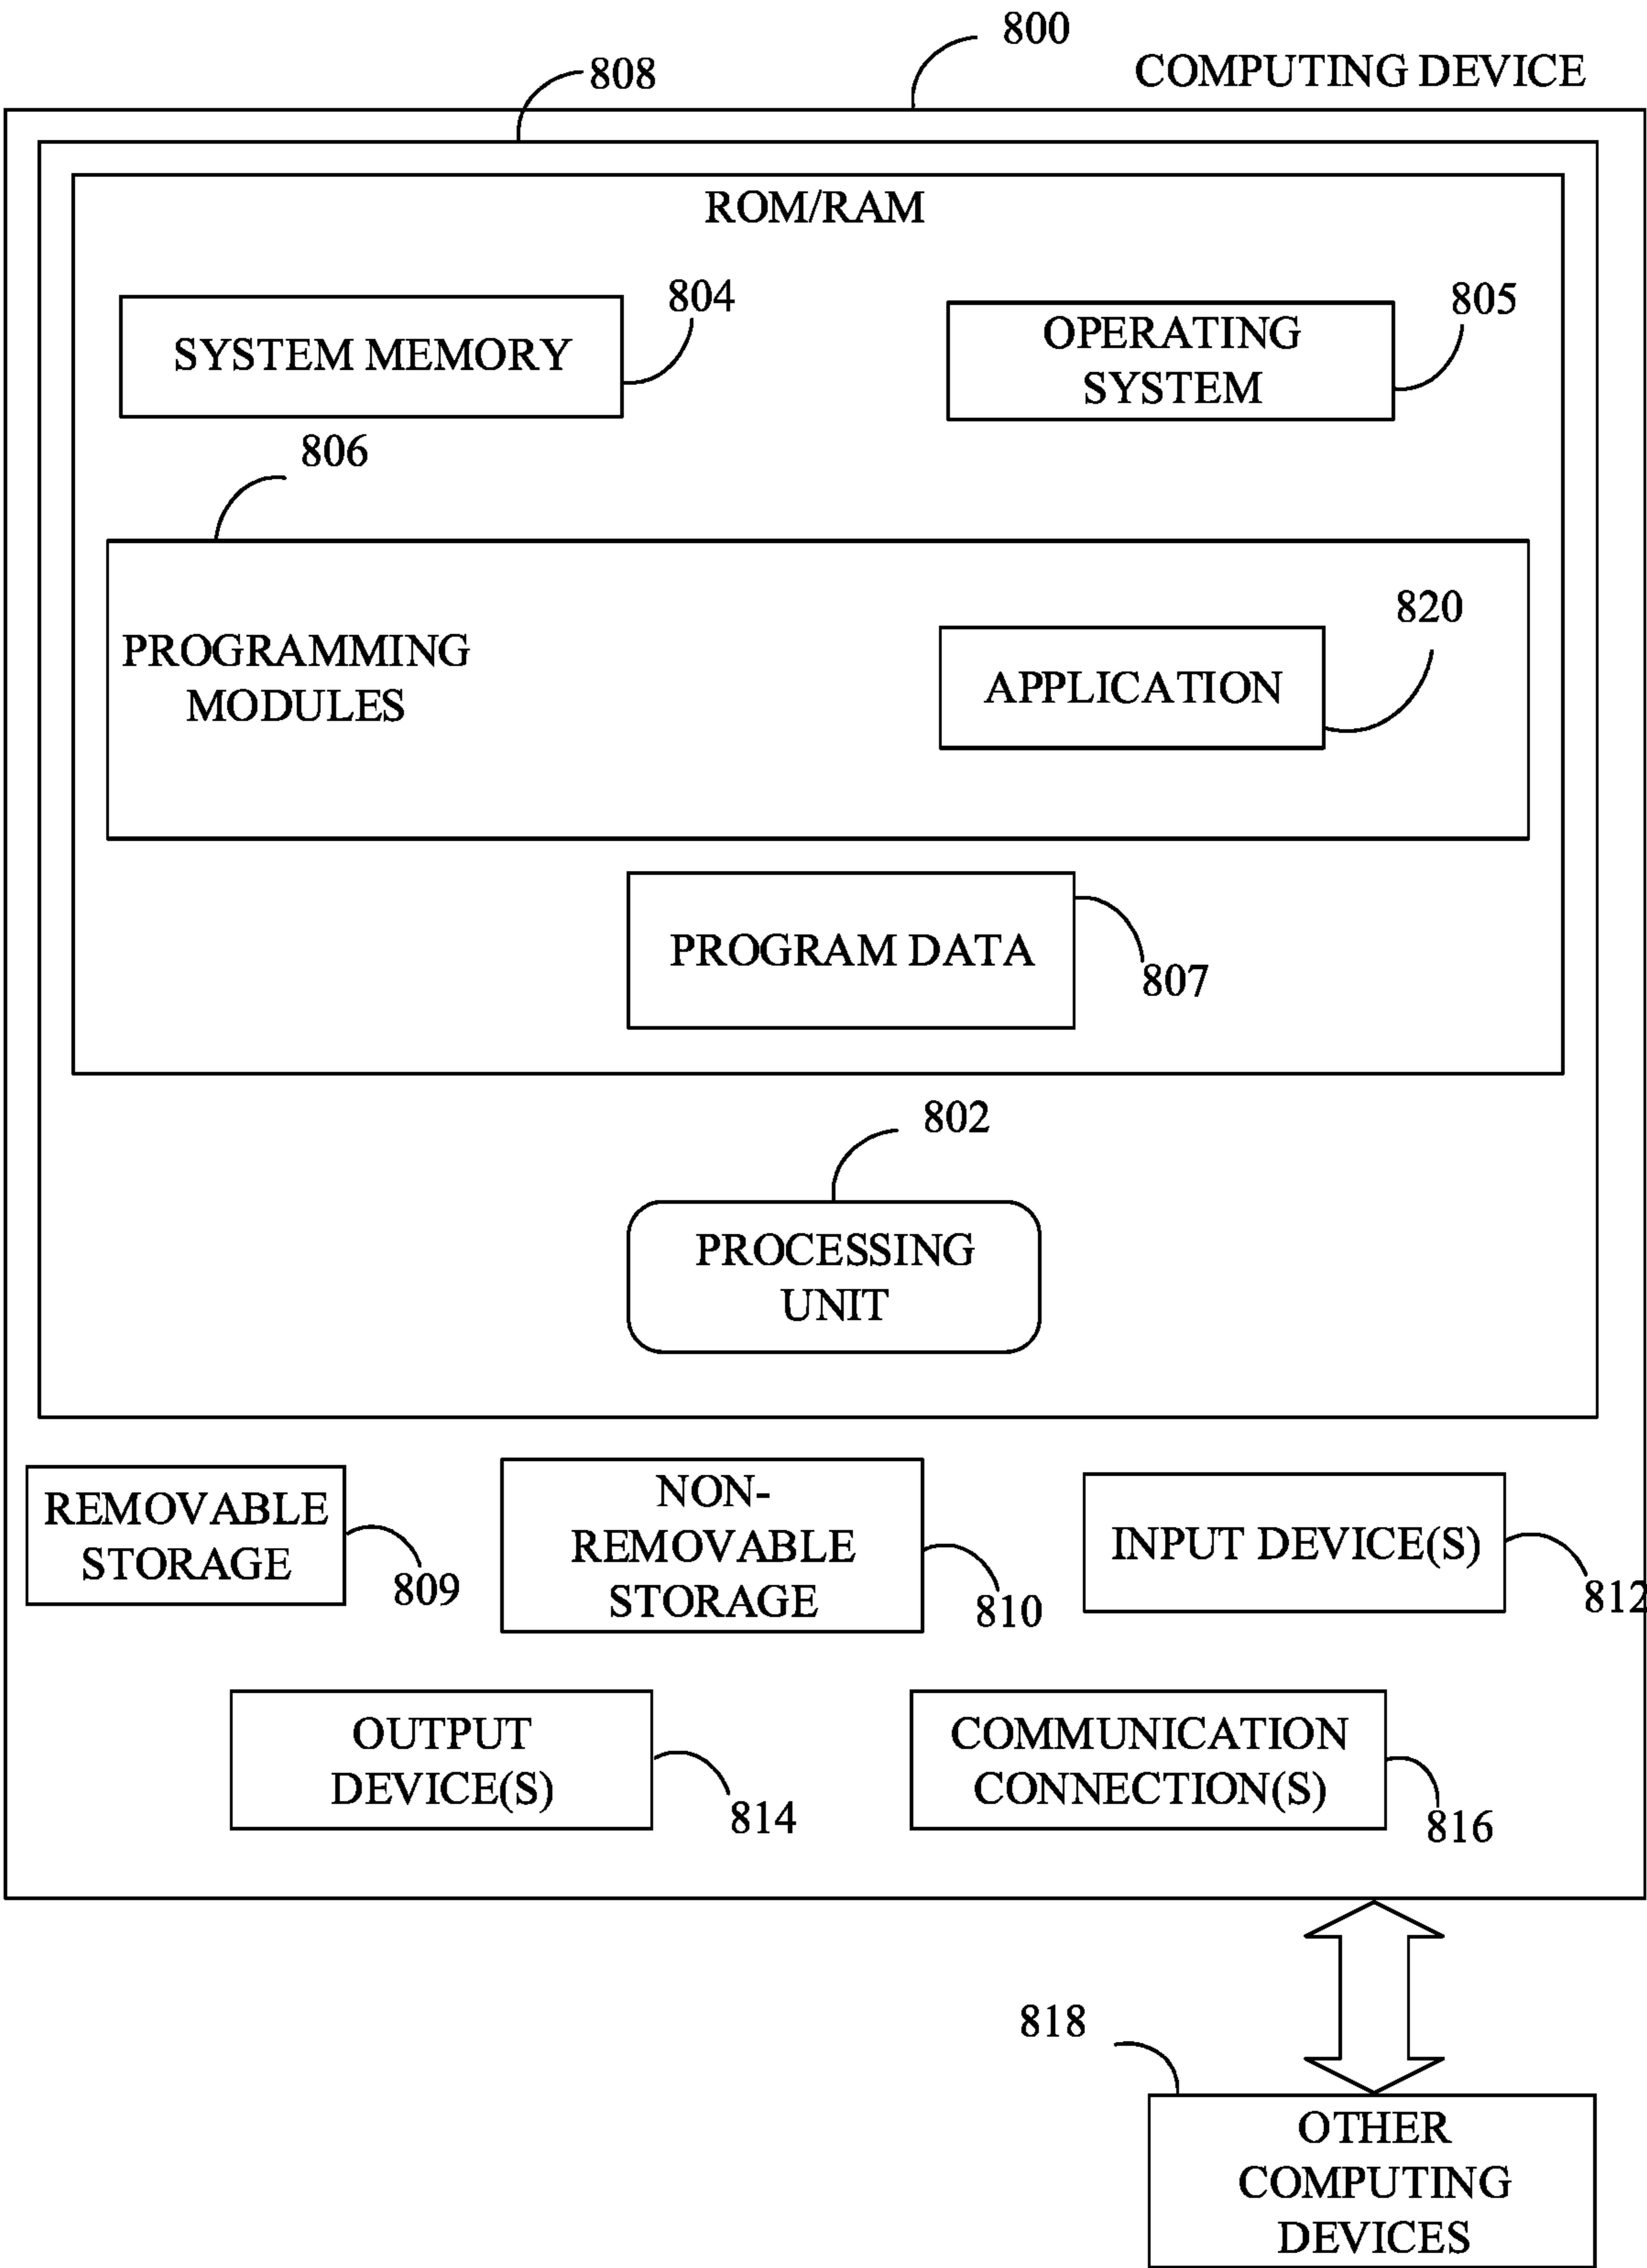 800
808
COMPUTING DEVICE
ROM/RAM
804
805
SYSTEM MEMORY
OPERATING
SYSTEM
806
820
PROGRAMMING
MODULES
APPLICATION
PROGRAM DATA
807
802
PROCESSING
UNIT
REMOVABLE
STORAGE
809
NON-
REMOVABLE
STORAGE
810
INPUT DEVICE(S)
812
OUTPUT
DEVICE(S)
814
COMMUNICATION
CONNECTION(S)
816
818
OTHER
COMPUTING
DEVICES